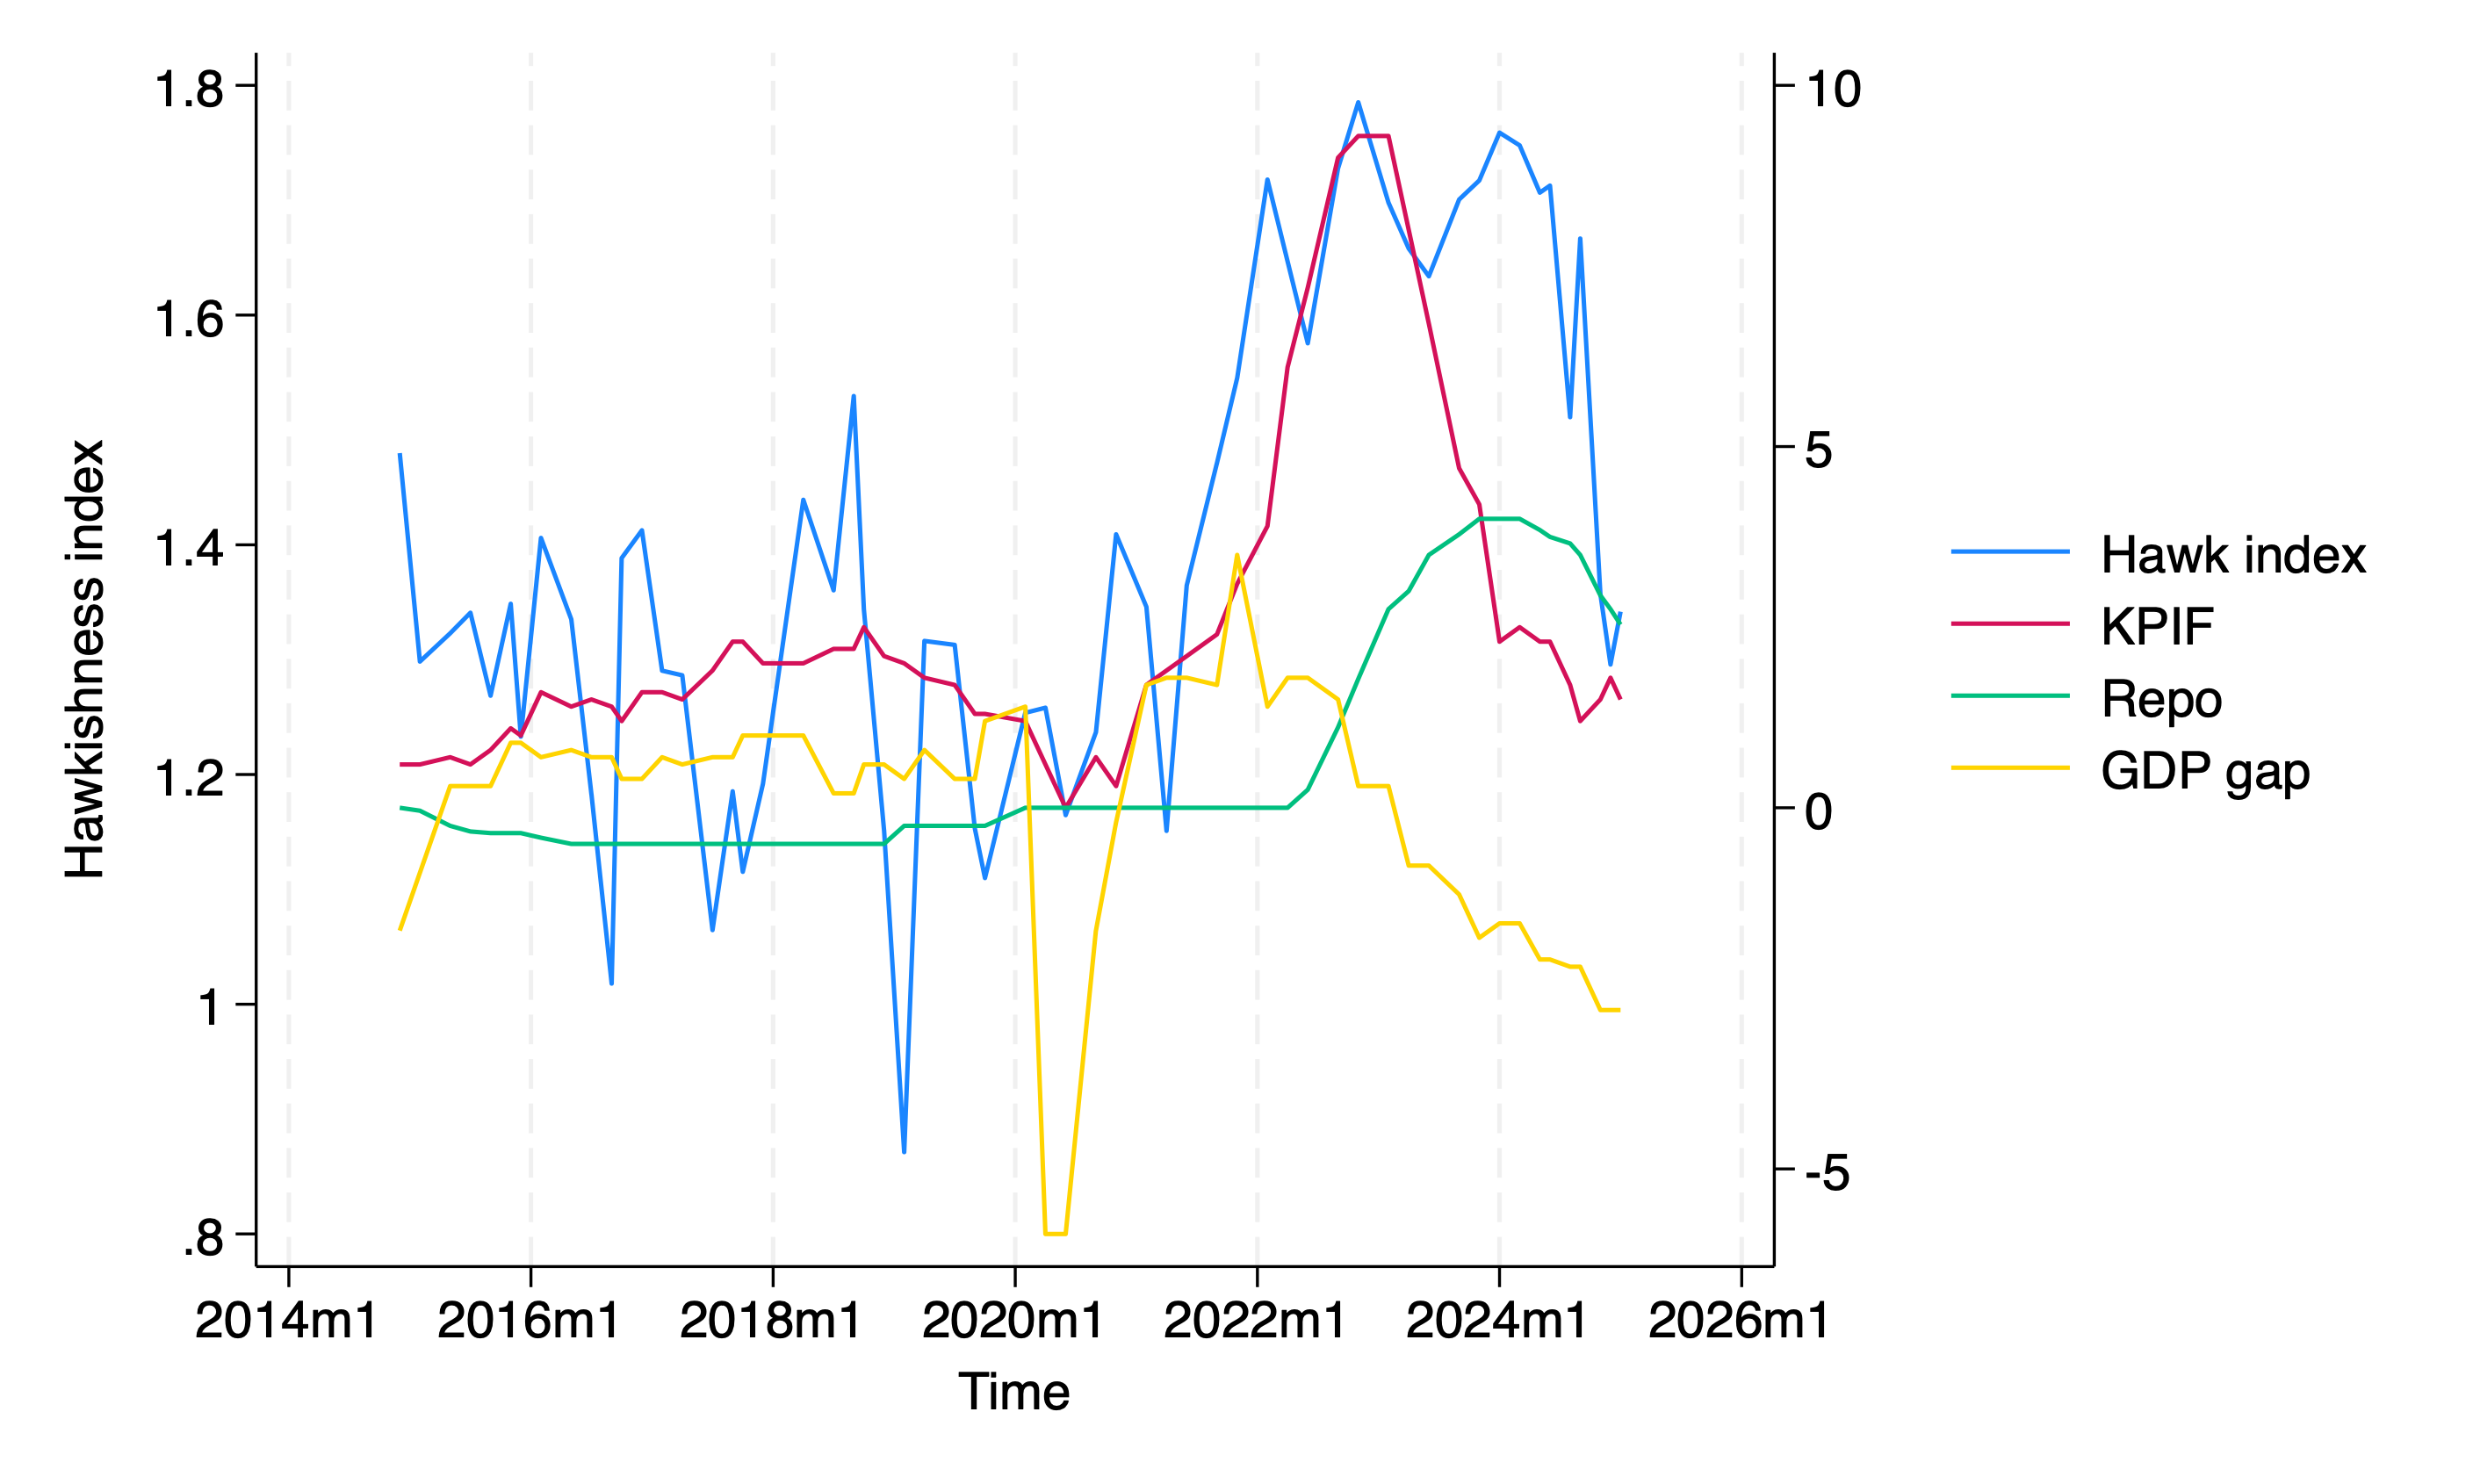 Hawkishness index
1.8
1.6
1.4
1.2
1
.8
10
5
0
-5
2014m1
2016m1
2018m1
2020m1
2022m1
2024m1
2026m1
Time
Hawk index
KPIF
Repo
GDP gap